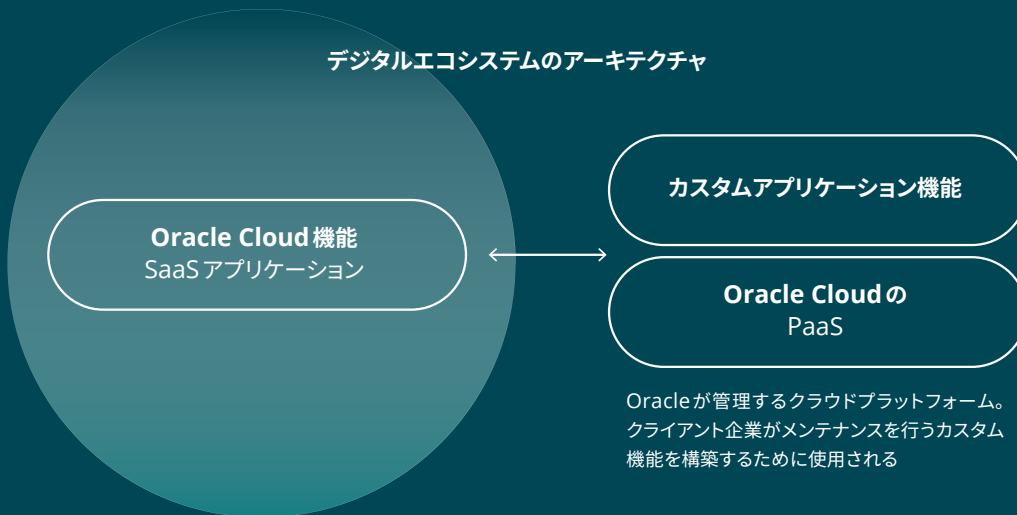 デジタルエコシステムのアーキテクチャ
Oracle Cloud機能
SaaSアプリケーション
カスタムアプリケーション機能
Oracle Cloudの
PaaS
Oracleが管理するクラウドプラットフォーム。
クライアント企業がメンテナンスを行うカスタム
機能を構築するために使用される